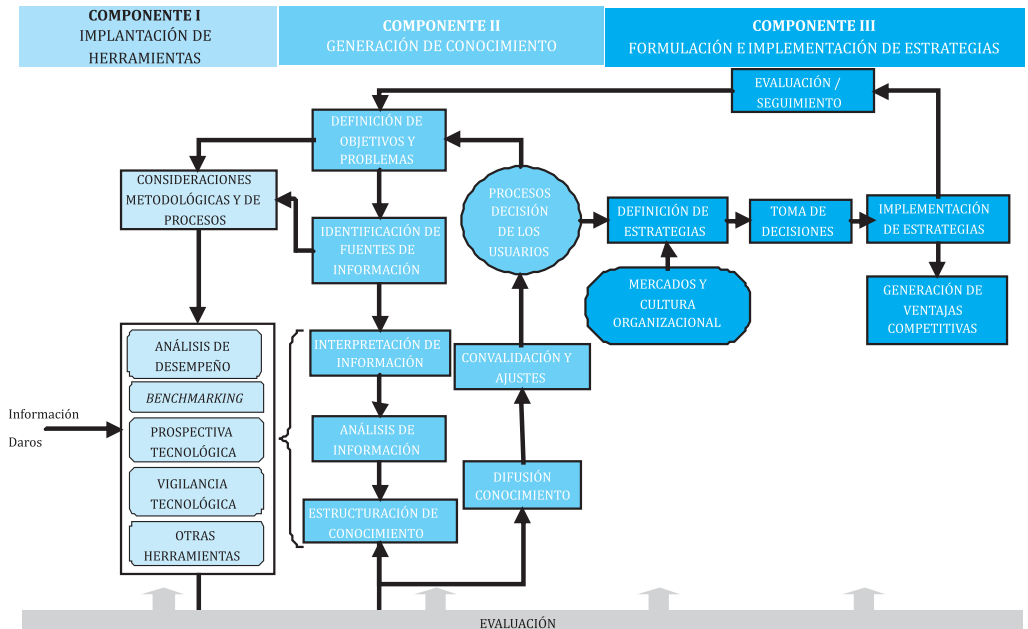 COMPONENTE I
IMPLANTACIÓN DE
HERRAMIENTAS
COMPONENTE II
GENERACIÓN DE CONOCIMIENTO
COMPONENTE III
FORMULACIÓN E IMPLEMENTACIÓN DE ESTRATEGIAS
EVALUACIÓN /
SEGUIMIENTO
DEFINICIÓN DE
OBJETIVOS Y
PROBLEMAS
CONSIDERACIONES
METODOLÓGICAS Y DE
PROCESOS
IDENTIFICACIÓN DE
FUENTES DE
INFORMACIÓN
PROCESOS
DECISIÓN
DE LOS
USUARIOS
DEFINICIÓN DE
ESTRATEGIAS
TOMA DE
DECISIONES
IMPLEMENTACIÓN
DE ESTRATEGIAS
MERCADOS Y
CULTURA
ORGANIZACIONAL
GENERACIÓN DE
VENTAJAS
COMPETITIVAS
ANÁLISIS DE
DESEMPEÑO
BENCHMARKING
PROSPECTIVA
TECNOLÓGICA
VIGILANCIA
TECNOLÓGICA
OTRAS
HERRAMIENTAS
Información
Daros
INTERPRETACIÓN DE
INFORMACIÓN
ANÁLISIS DE
INFORMACIÓN
ESTRUCTURACIÓN DE
CONOCIMIENTO
CONVALIDACIÓN Y
AJUSTES
DIFUSIÓN
CONOCIMIENTO
EVALUACIÓN